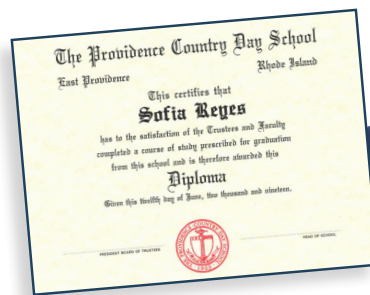 The Providence Country Day School
East Providence Rhode Island
This certifies that
Sofia Reyes
has to the satisfaction of the Trustees and Faculty
completed a course of study prescribed for graduation
from this school and is therefore awarded this
Diploma
Given this twelfth day of June, two thousand and nineteen.
PRESIDENT BOARD OF TRUSTEES HEAD OF SCHOOL